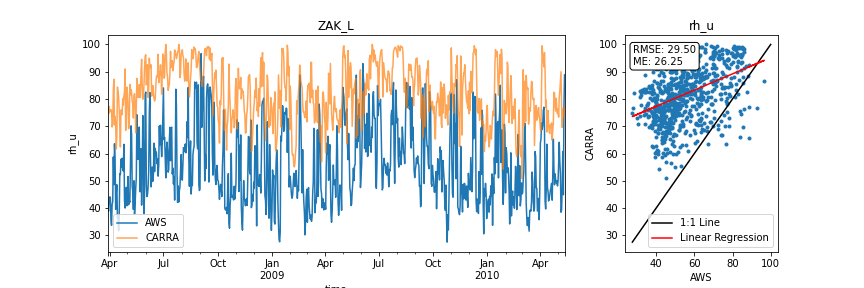 ZAK_L
rh_u
100
90
80
70
60
50
40
30
Apr
Jul
Oct
Jan
2009
Apr
Jul
Oct
Jan
2010
Apr
time
AWS
CARRA
rh_u
CARRA
100
90
80
70
60
50
40
30
40
60
80
100
AWS
RMSE: 29.50
ME: 26.25
1:1 Line
Linear Regression